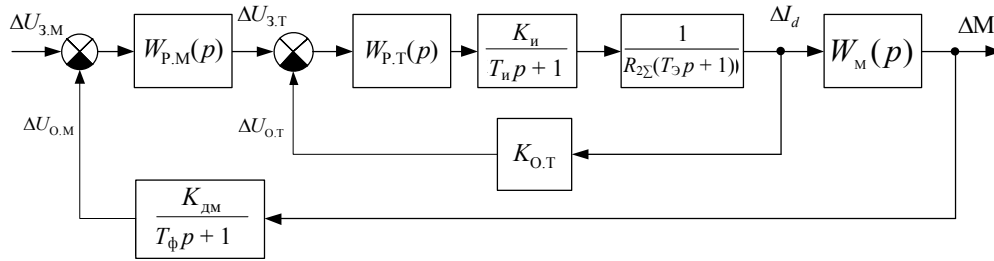 ΔU_З.М
W_Р.М(p)
ΔU_З.Т
W_Р.Т(p)
K_и
T_и p + 1
1
R_2Σ(T_Э p + 1))
ΔI_d
W_м(p)
ΔM
ΔU_О.М
ΔU_О.Т
K_О.Т
K_дм
T_ф p + 1